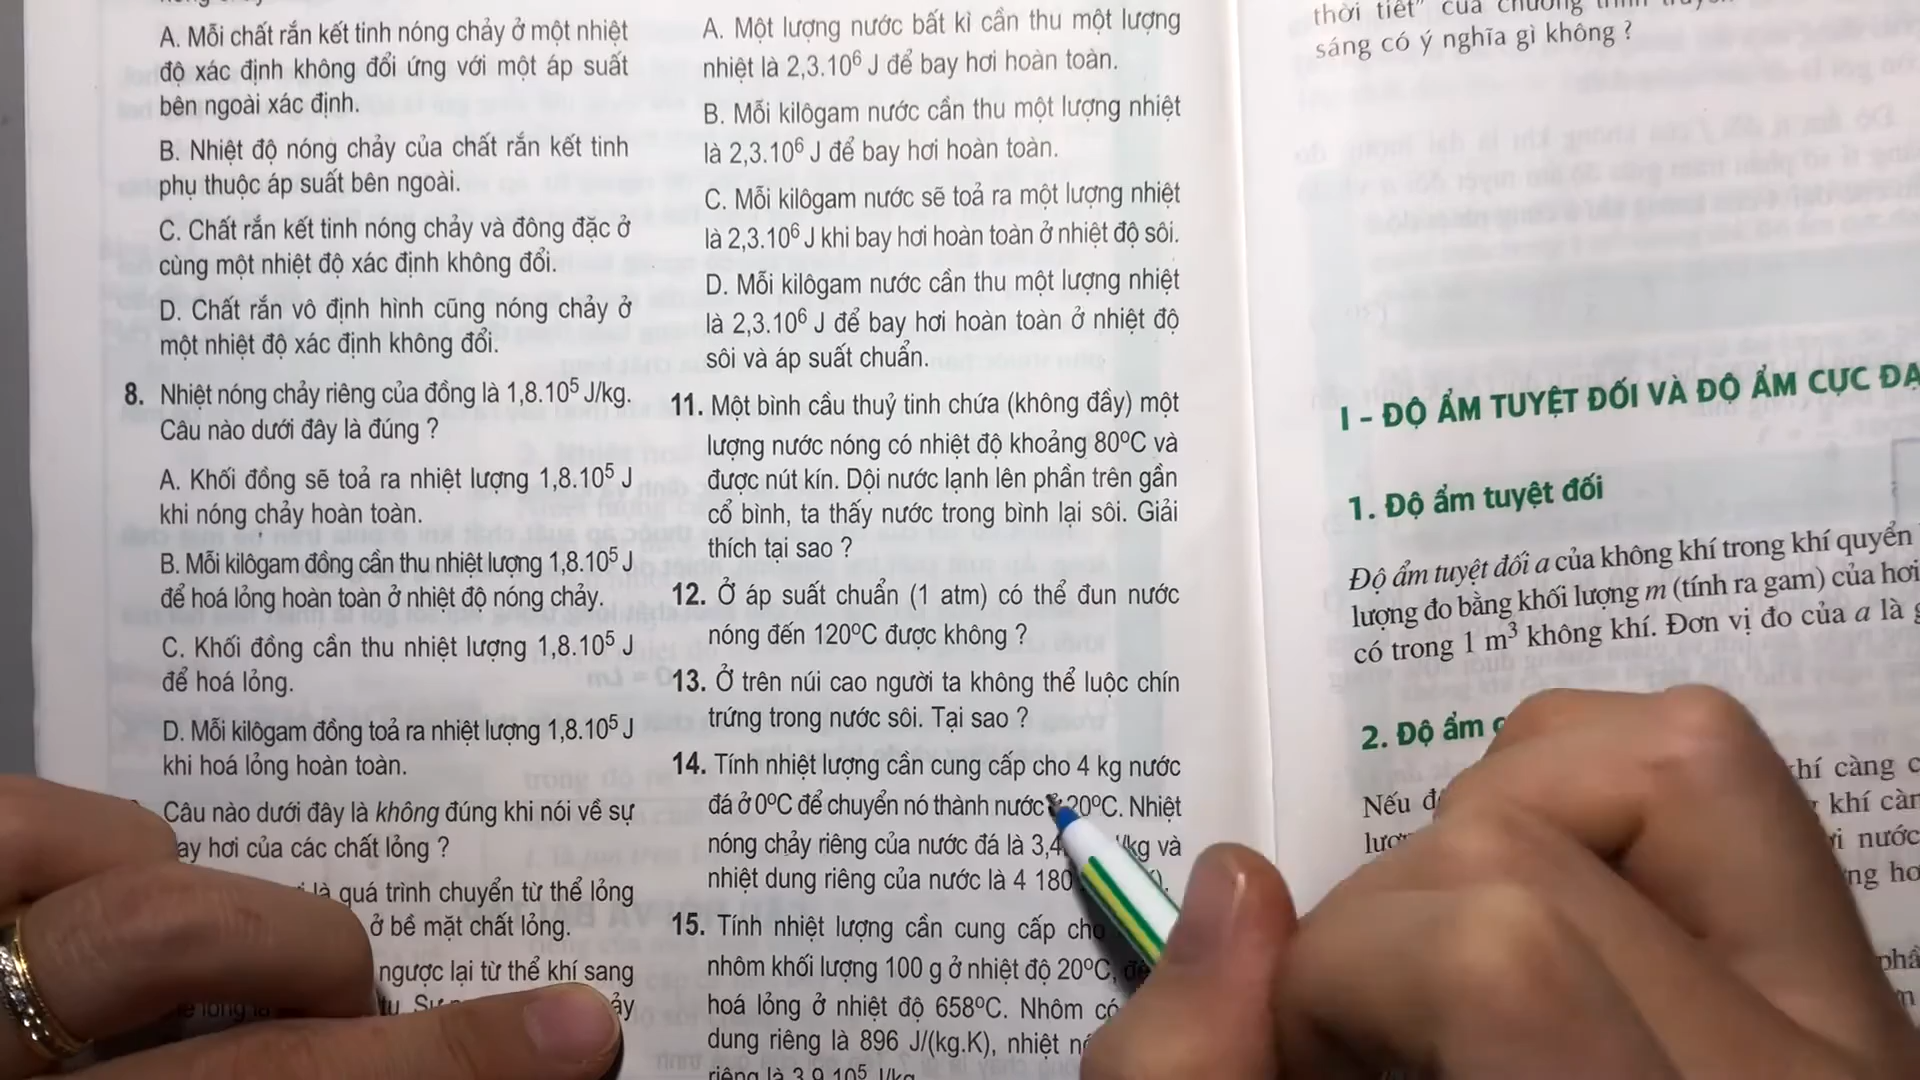 A. Mỗi chất rắn kết tinh nóng chảy ở một nhiệt
độ xác định không đổi ứng với một áp suất
bên ngoài xác định.
B. Nhiệt độ nóng chảy của chất rắn kết tinh
phụ thuộc áp suất bên ngoài.
C. Chất rắn kết tinh nóng chảy và đông đặc ở
cùng một nhiệt độ xác định không đổi.
D. Chất rắn vô định hình cũng nóng chảy ở
một nhiệt độ xác định không đổi.
8. Nhiệt nóng chảy riêng của đồng là 1,8.10⁵ J/kg.
Câu nào dưới đây là đúng ?
A. Khối đồng sẽ toả ra nhiệt lượng 1,8.10⁵ J
khi nóng chảy hoàn toàn.
B. Mỗi kilôgam đồng cần thu nhiệt lượng 1,8.10⁵ J
để hoá lỏng hoàn toàn ở nhiệt độ nóng chảy.
C. Khối đồng cần thu nhiệt lượng 1,8.10⁵ J
để hoá lỏng.
D. Mỗi kilôgam đồng toả ra nhiệt lượng 1,8.10⁵ J
khi hoá lỏng hoàn toàn.
Câu nào dưới đây là không đúng khi nói về sự
hơi của các chất lỏng ?
là quá trình chuyển từ thể lỏng
ở bề mặt chất lỏng.
ngược lại từ thể khí sang
A. Một lượng nước bất kì cần thu một lượng
nhiệt là 2,3.10⁶ J để bay hơi hoàn toàn.
B. Mỗi kilôgam nước cần thu một lượng nhiệt
là 2,3.10⁶ J để bay hơi hoàn toàn.
C. Mỗi kilôgam nước sẽ toả ra một lượng nhiệt
là 2,3.10⁶ J khi bay hơi hoàn toàn ở nhiệt độ sôi.
D. Mỗi kilôgam nước cần thu một lượng nhiệt
là 2,3.10⁶ J để bay hơi hoàn toàn ở nhiệt độ
sôi và áp suất chuẩn.
11. Một bình cầu thuỷ tinh chứa (không đầy) một
lượng nước nóng có nhiệt độ khoảng 80⁰C và
được nút kín. Dội nước lạnh lên phần trên gần
cổ bình, ta thấy nước trong bình lại sôi. Giải
thích tại sao ?
12. Ở áp suất chuẩn (1 atm) có thể đun nước
nóng đến 120⁰C được không ?
13. Ở trên núi cao người ta không thể luộc chín
trứng trong nước sôi. Tại sao ?
14. Tính nhiệt lượng cần cung cấp cho 4 kg nước
đá ở 0⁰C để chuyển nó thành nước 20⁰C. Nhiệt
nóng chảy riêng của nước đá là 3,4 /kg và
nhiệt dung riêng của nước là 4 180
15. Tính nhiệt lượng cần cung cấp
nhôm khối lượng 100 g ở nhiệt độ 20⁰C,
hoá lỏng ở nhiệt độ 658⁰C. Nhôm
dung riêng là 896 J/(kg.K), nhiệt
riêng là 3,9.10⁵ J/kg
thời tiết" của chương trình
sáng có ý nghĩa gì không ?
I – ĐỘ ẨM TUYỆT ĐỐI VÀ ĐỘ ẨM CỰC
1. Độ ẩm tuyệt đối
Độ ẩm tuyệt đối a của không khí trong khí quyển
lượng đo bằng khối lượng m (tính ra gam) của hơi
có trong 1 m³ không khí. Đơn vị đo của a là
2. Độ ẩm
Nếu
càng
khí
nước